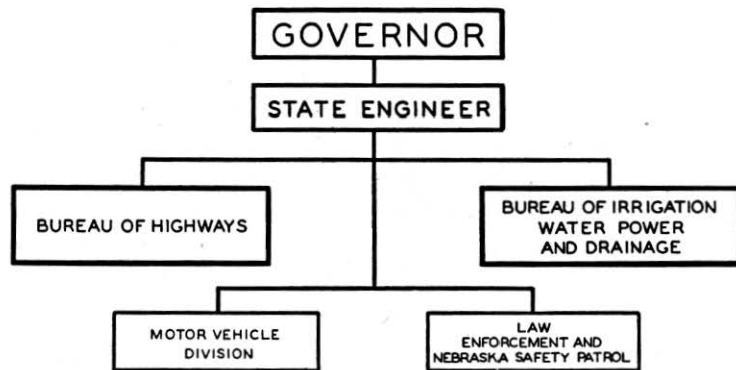 GOVERNOR
STATE ENGINEER
BUREAU OF HIGHWAYS
BUREAU OF IRRIGATION
WATER POWER
AND DRAINAGE
MOTOR VEHICLE
DIVISION
LAW
ENFORCEMENT AND
NEBRASKA SAFETY PATROL